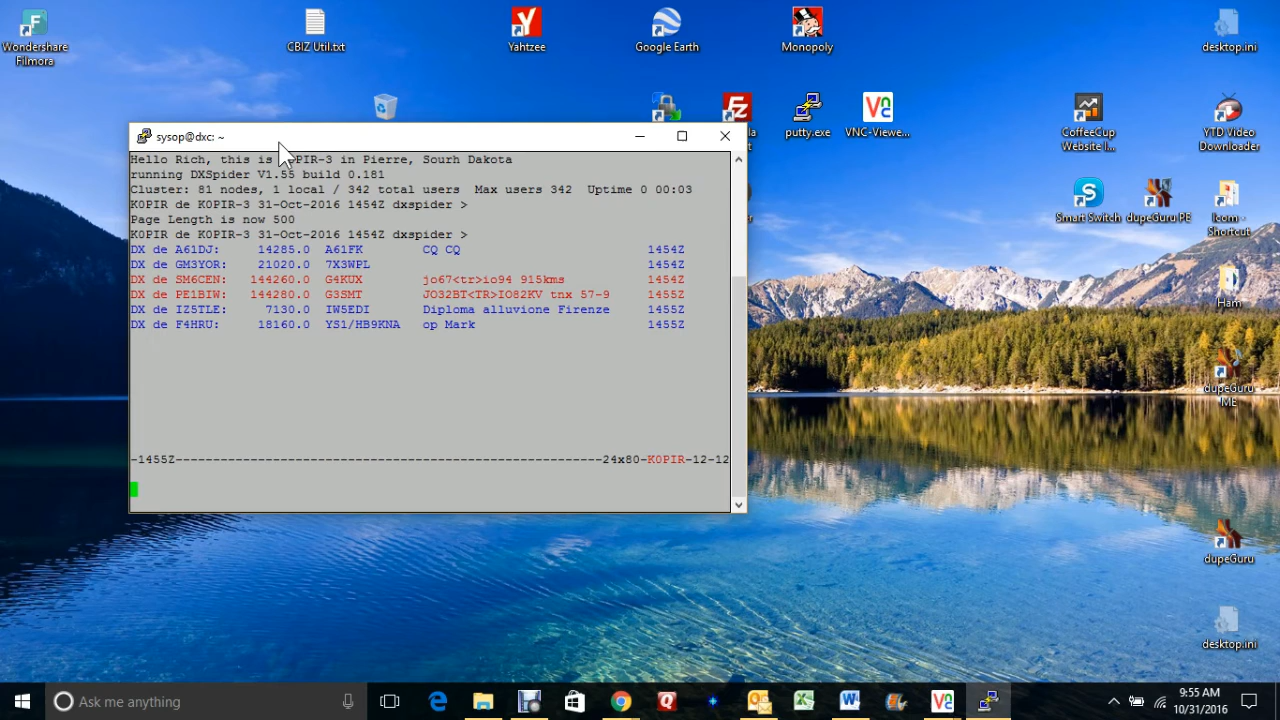 Wondershare
Filmora
CBIZ Util.txt
Yahtzee
Google Earth
Monopoly
desktop.ini
putty.exe
VNC-Viewe...
CoffeeCup
Website I...
YTD Video
Downloader
Smart Switch
dupeGuru PE
Icom -
Shortcut
Ham
dupeGuru
ME
dupeGuru
desktop.ini
sysop@dxc: ~
Hello Rich, this is K0PIR-3 in Pierre, Sourh Dakota
running DXSpider V1.55 build 0.181
Cluster: 81 nodes, 1 local / 342 total users  Max users 342  Uptime 0 00:03
K0PIR de K0PIR-3 31-Oct-2016 1454Z dxspider >
Page Length is now 500
K0PIR de K0PIR-3 31-Oct-2016 1454Z dxspider >
DX de A61DJ: 14285.0 A61FK CQ CQ 1454Z
DX de GM3YOR: 21020.0 7X3WPL 1454Z
DX de SM6CEN: 144260.0 G4KUX jo67<tr>io94 915kms 1454Z
DX de PE1BIW: 144280.0 G3SMT JO32BT<TR>IO82KV tnx 57-9 1455Z
DX de IZ5TLE: 7130.0 IW5EDI Diploma alluvione Firenze 1455Z
DX de F4HRU: 18160.0 YS1/HB9KNA op Mark 1455Z
-1455Z---------------------------------------------------------24x80-K0PIR-12-12
Ask me anything
9:55 AM
10/31/2016